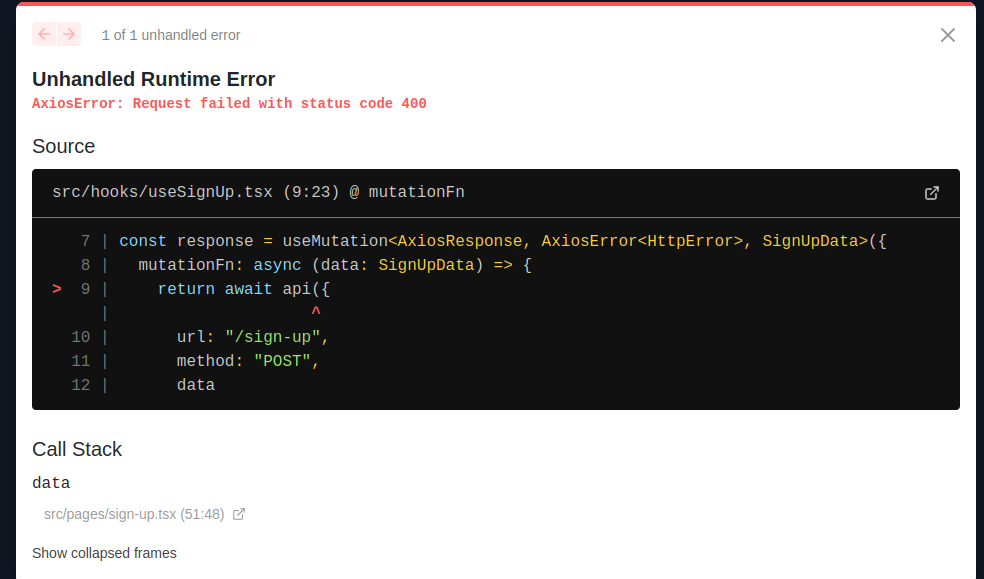 1 of 1 unhandled error
Unhandled Runtime Error
AxiosError: Request failed with status code 400
Source
src/hooks/useSignUp.tsx (9:23) @ mutationFn
7 | const response = useMutation<AxiosResponse, AxiosError<HttpError>, SignUpData>({
8 |   mutationFn: async (data: SignUpData) => {
> 9 |     return await api({
|                     ^
10 |       url: "/sign-up",
11 |       method: "POST",
12 |       data
Call Stack
data
src/pages/sign-up.tsx (51:48)
Show collapsed frames